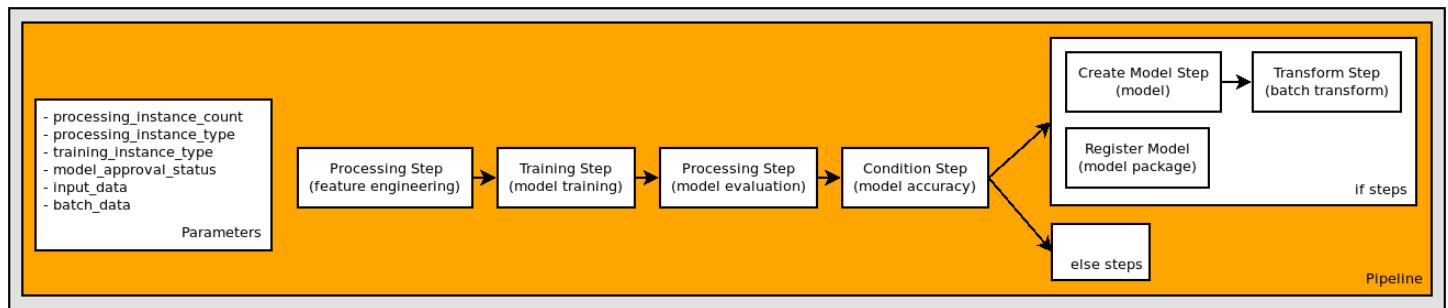 - processing_instance_count
- processing_instance_type
- training_instance_type
- model_approval_status
- input_data
- batch_data
Parameters
Processing Step
(feature engineering)
Training Step
(model training)
Processing Step
(model evaluation)
Condition Step
(model accuracy)
Create Model Step
(model)
Transform Step
(batch transform)
Register Model
(model package)
if steps
else steps
Pipeline